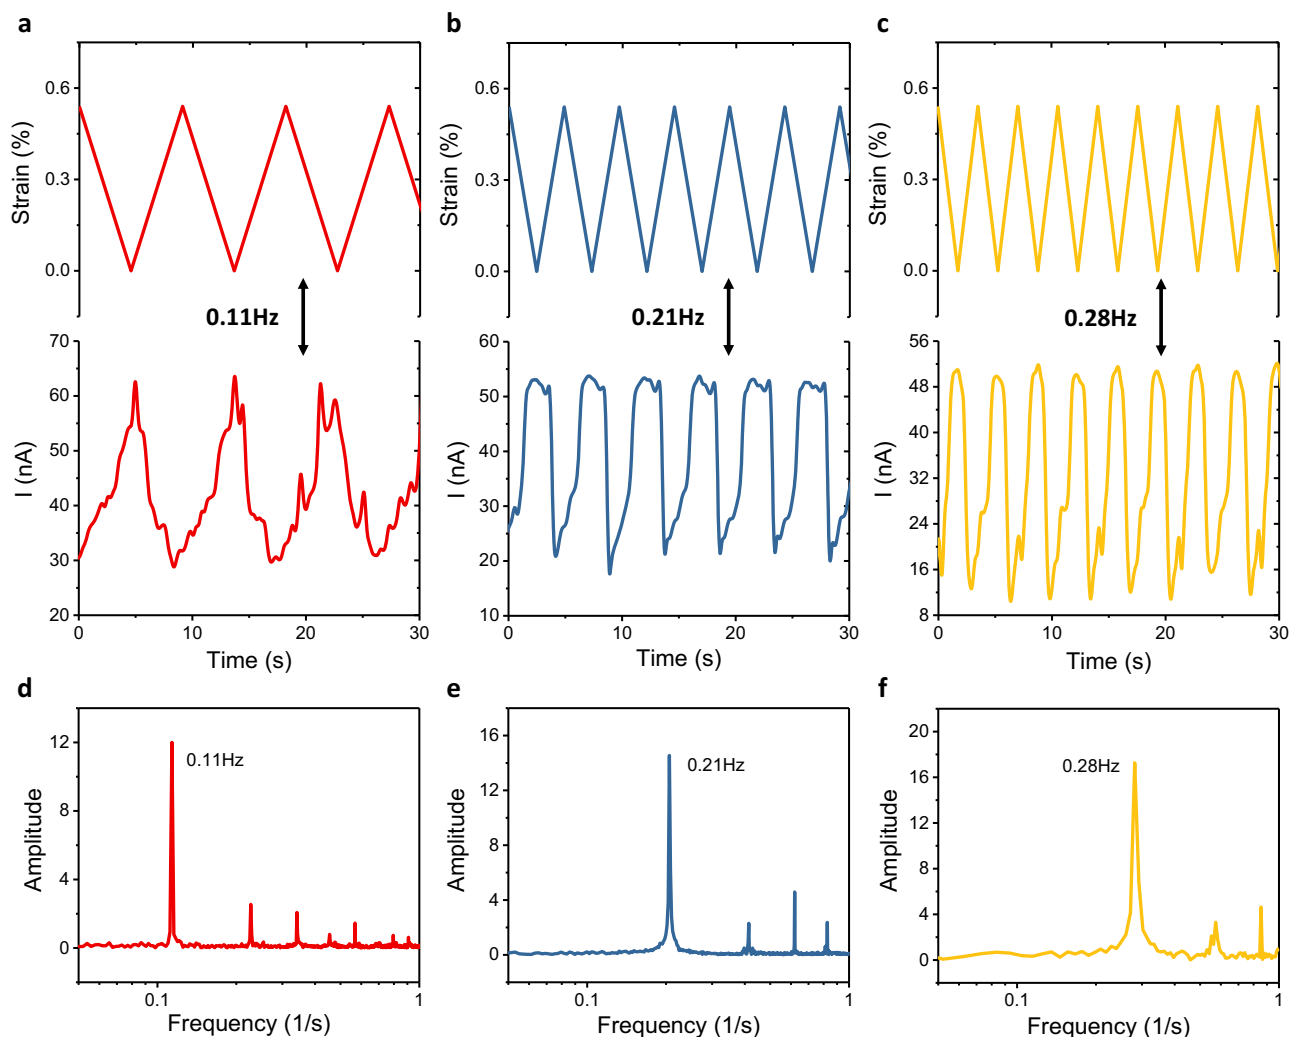 a
b
c
Strain (%)
0.6
0.3
0.0
Strain (%)
0.6
0.3
0.0
Strain (%)
0.6
0.3
0.0
0.11Hz
0.21Hz
0.28Hz
I (nA)
70
60
50
40
30
20
0 10 20 30
Time (s)
I (nA)
60
50
40
30
20
10
0 10 20 30
Time (s)
I (nA)
56
48
40
32
24
16
8
0 10 20 30
Time (s)
d
e
f
Amplitude
12
8
4
0
0.11Hz
0.1 1
Frequency (1/s)
Amplitude
16
12
8
4
0
0.21Hz
0.1 1
Frequency (1/s)
Amplitude
20
16
12
8
4
0
0.28Hz
0.1 1
Frequency (1/s)